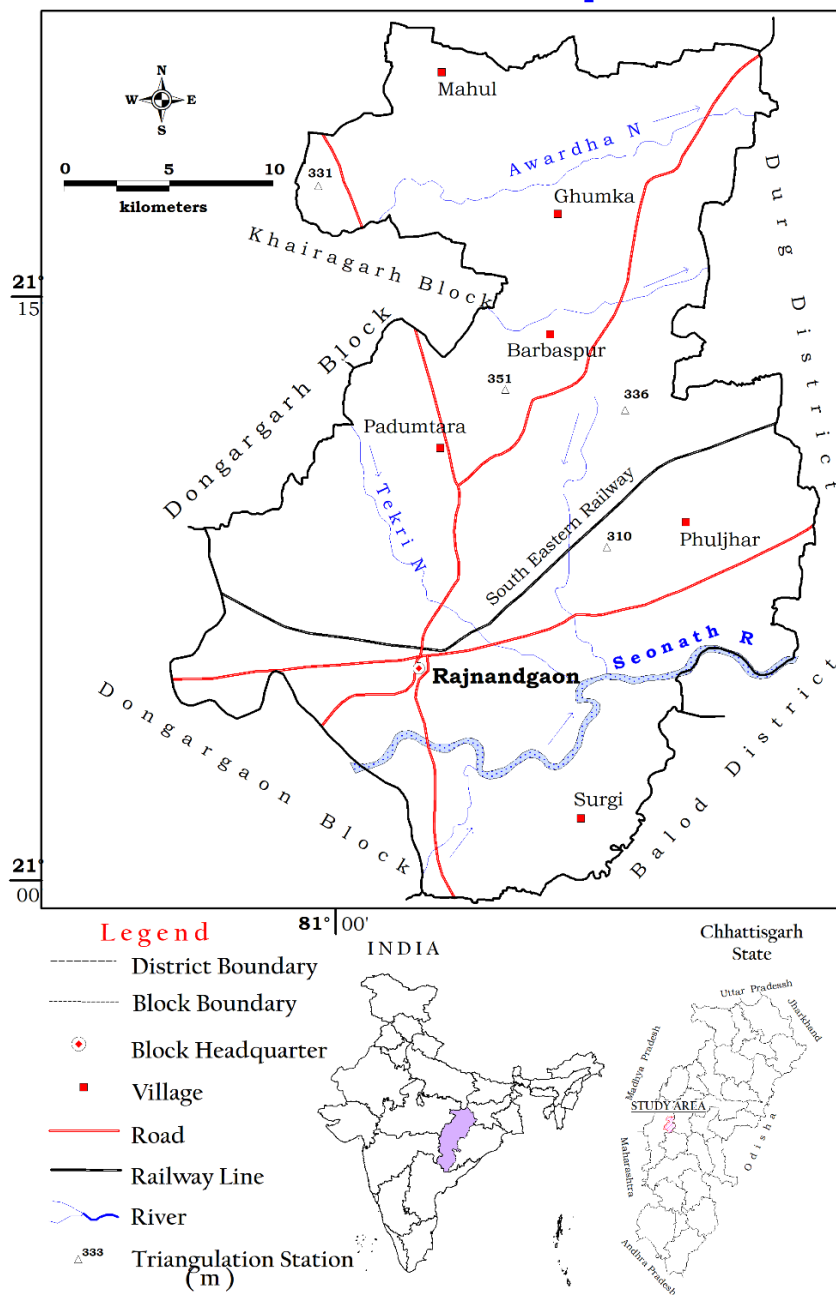 N
W E
S
0 5 10
kilometers
Mahul
Awardha N
331
Ghumka
Khairagarh Block
Durg District
21°
15
Barbaspur
Dongargarh Block
351
336
Padumtara
Tekri N
South Eastern Railway
Phuljhar
310
Seonath R
Rajnandgaon
Dongargaon Block
Surgi
Balod District
21°
00
81° 00'
Legend
District Boundary
Block Boundary
Block Headquarter
Village
Road
Railway Line
River
333 Triangulation Station
(m)
INDIA
Chhattisgarh
State
Uttar Pradesah
Jharkhand
Madhya Pradesh
STUDY AREA
Odisha
Maharashtra
Andhra Pradesh